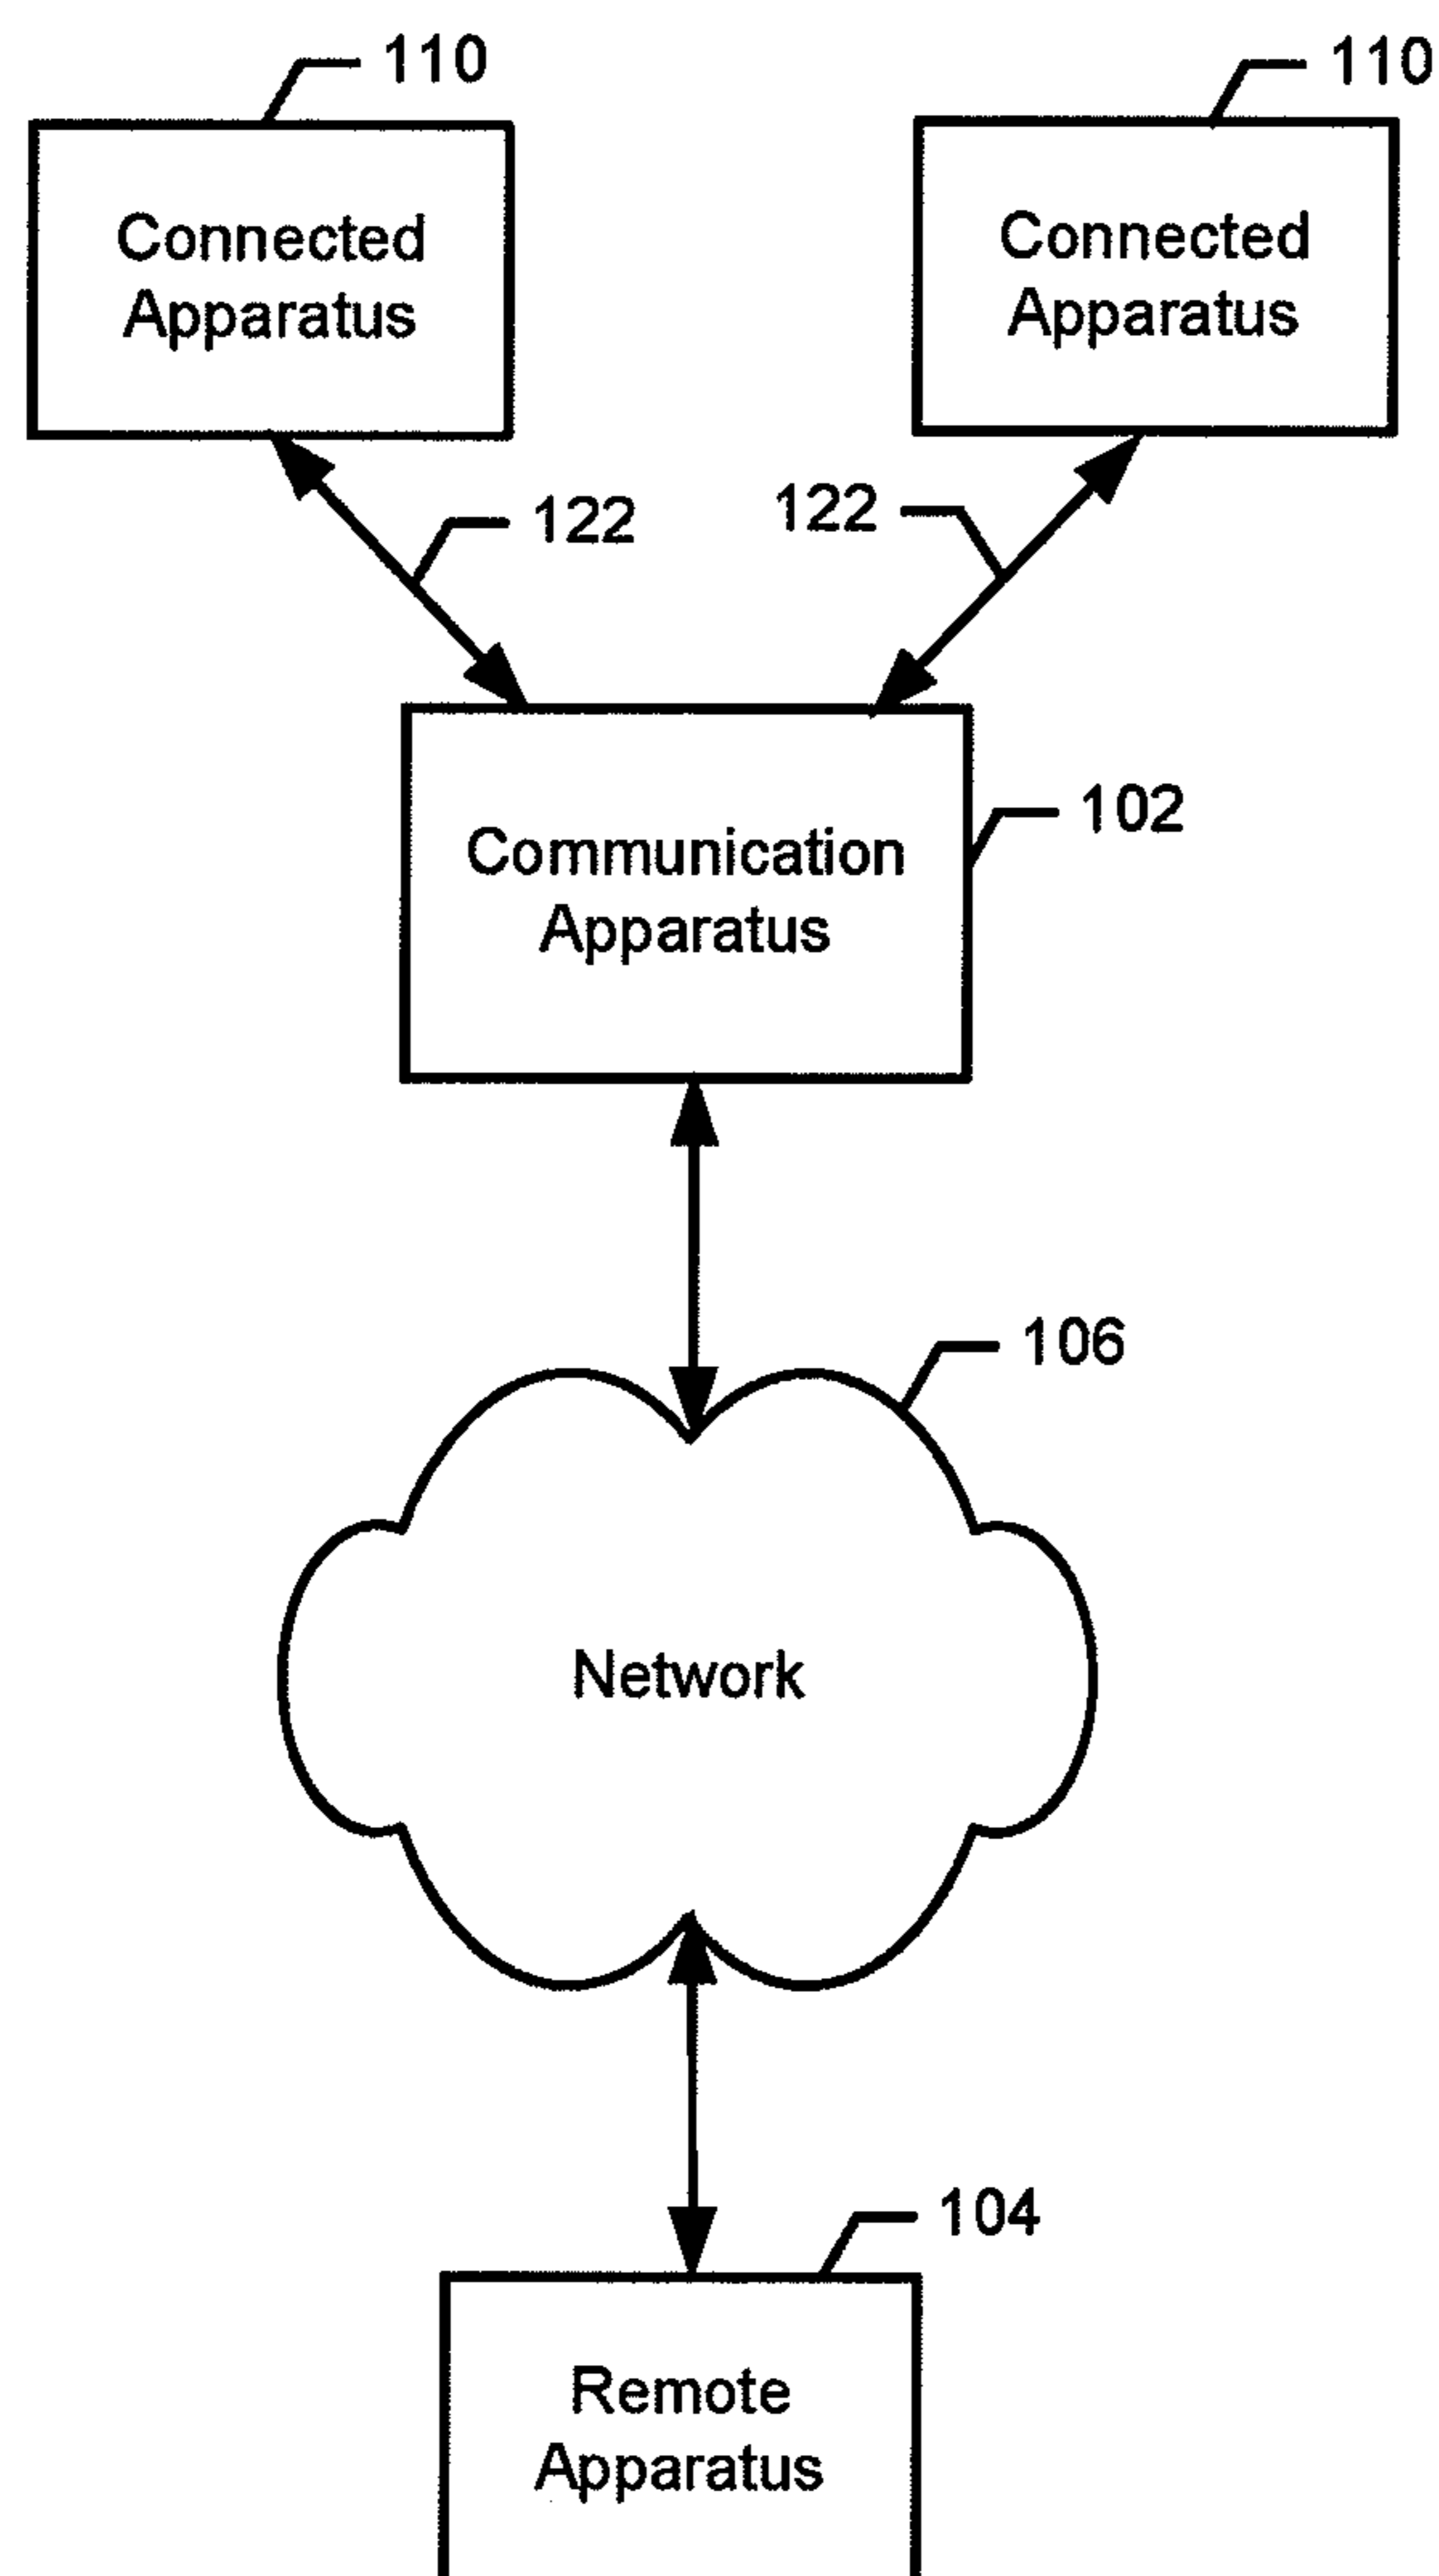 110
110
Connected
Apparatus
Connected
Apparatus
122
122
102
Communication
Apparatus
106
Network
104
Remote
Apparatus